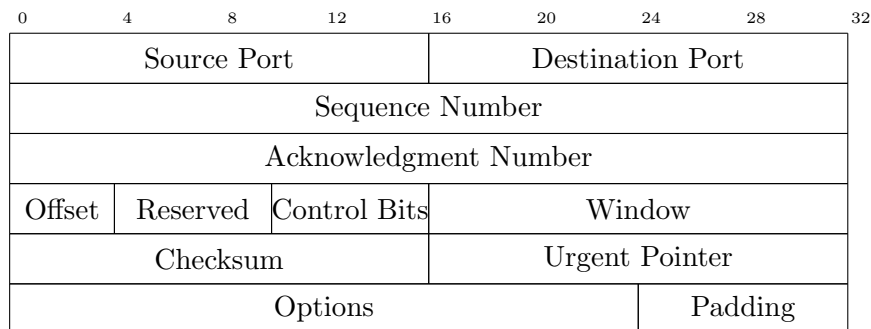 0 4 8 12 16 20 24 28 32
Source Port Destination Port
Sequence Number
Acknowledgment Number
Offset Reserved Control Bits Window
Checksum Urgent Pointer
Options Padding